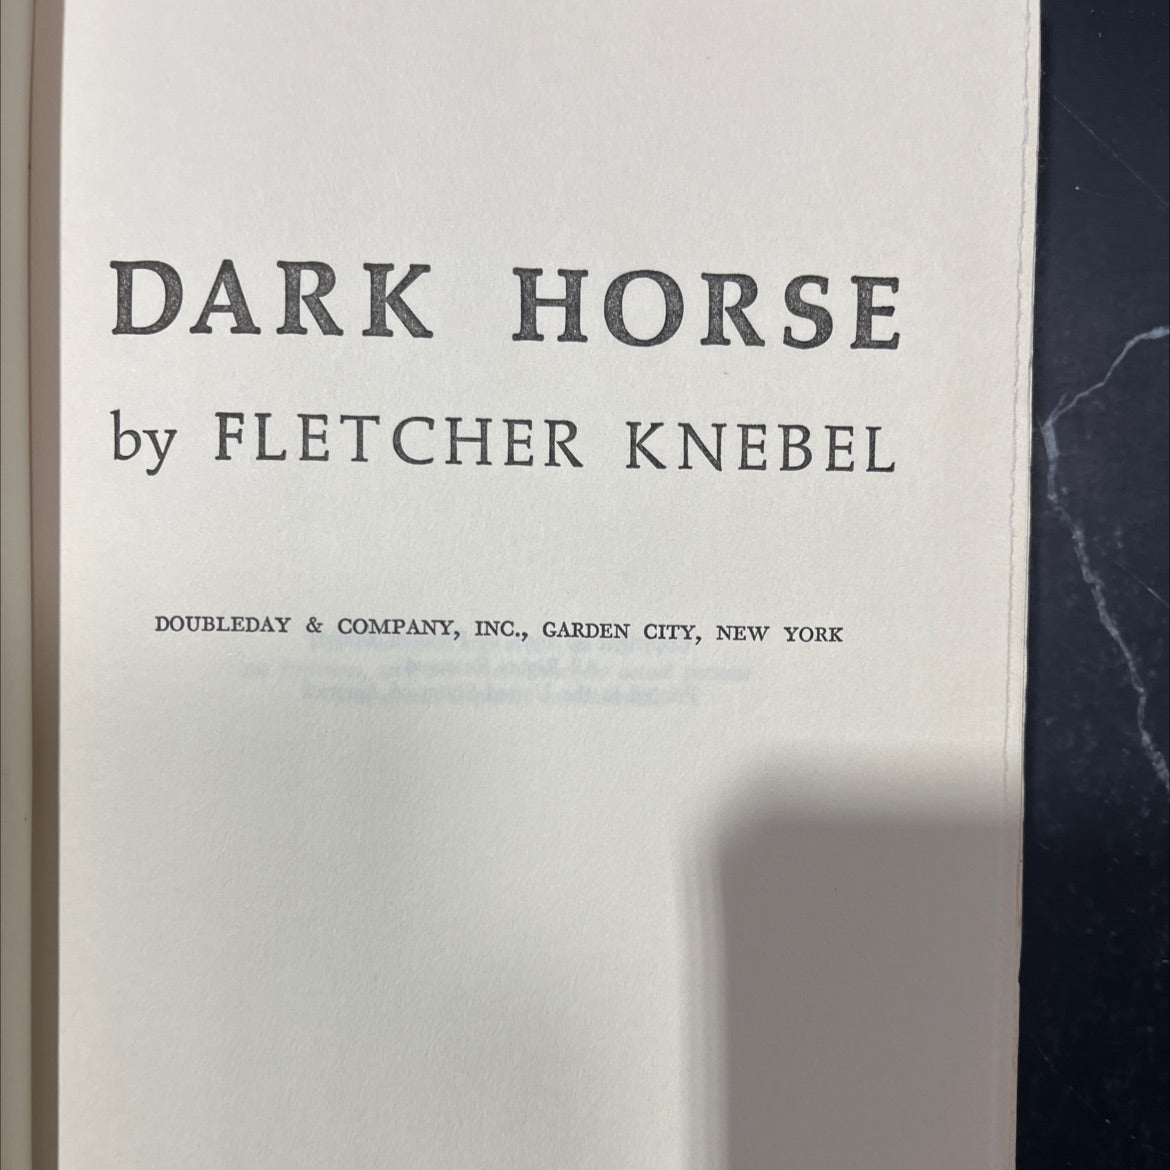 DARK HORSE
by FLETCHER KNEBEL
DOUBLEDAY & COMPANY, INC., GARDEN CITY, NEW YORK